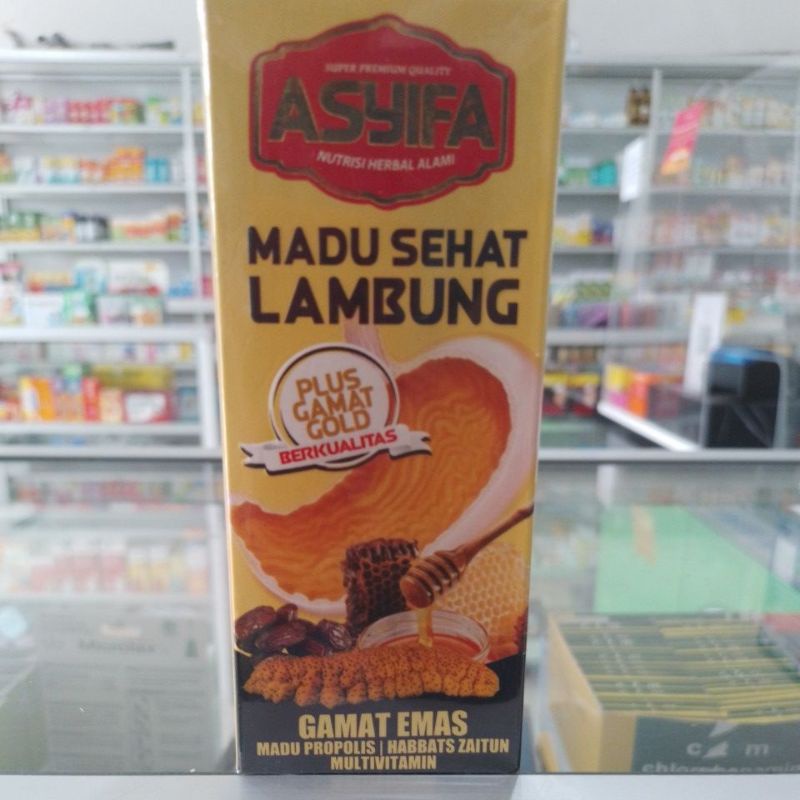 SUPER PREMIUM QUALITY
ASYIFA
NUTRISI HERBAL ALAMI
MADU SEHAT
LAMBUNG
PLUS
GAMAT
GOLD
BERKUALITAS
GAMAT EMAS
MADU PROPOLIS | HABBATS ZAITUN
MULTIVITAMIN